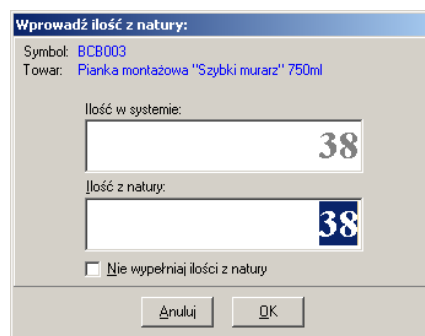 Wprowadź ilość z natury:
Symbol: BCB003
Towar: Pianka montażowa "Szybki murarz" 750ml
Ilość w systemie:
38
Ilość z natury:
38
Nie wypełniaj ilości z natury
Anuluj OK